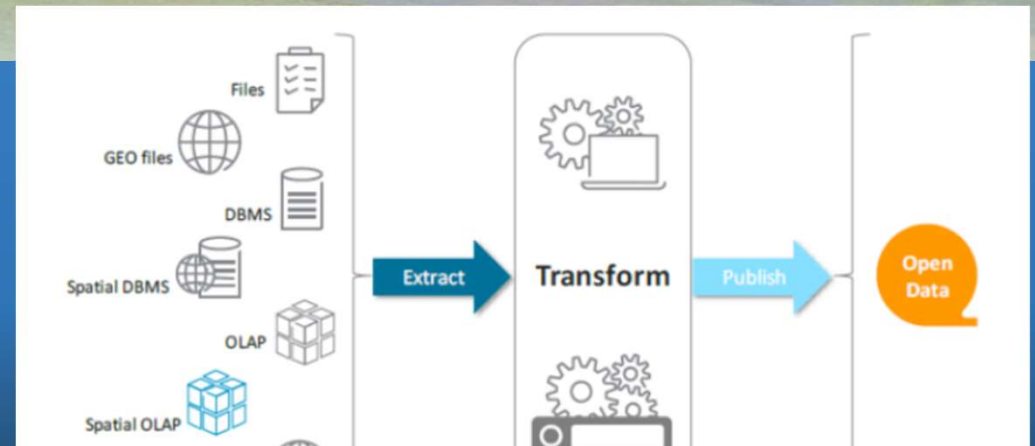 Files
GEO files
DBMS
Spatial DBMS
OLAP
Spatial OLAP
Extract
Transform
Publish
Open
Data